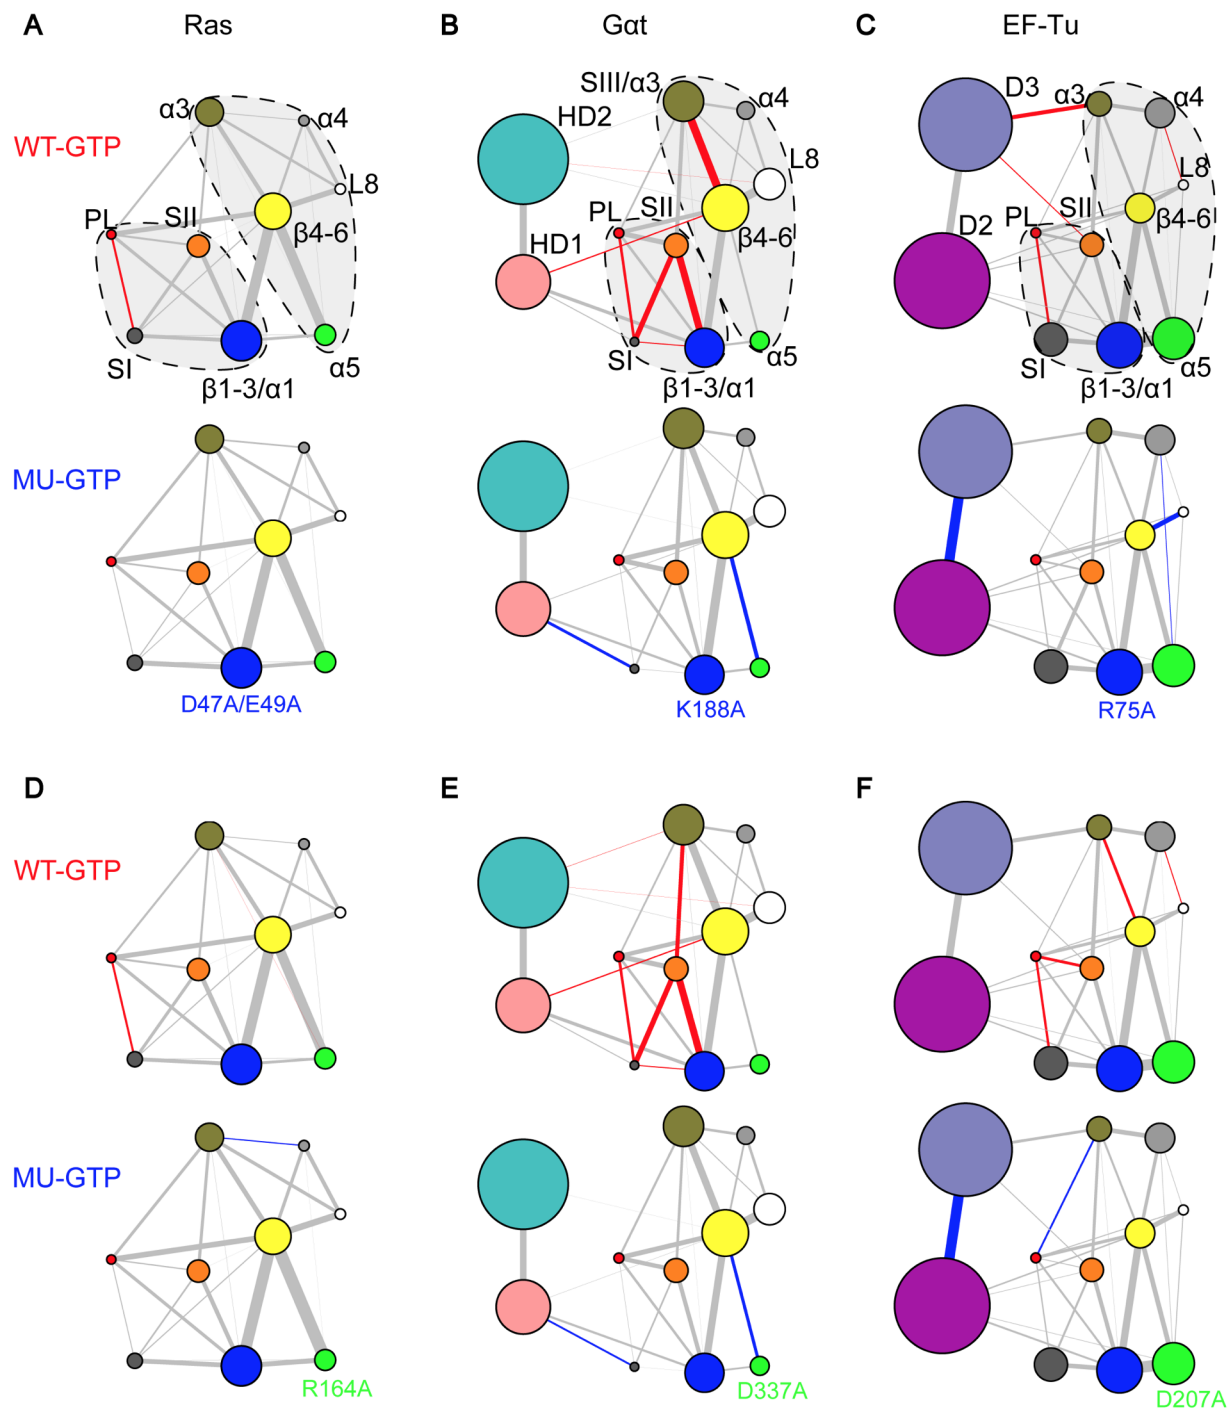 A Ras
B Gαt
C EF-Tu
WT-GTP
α3
α4
L8
PL
SII
β4-6
SI
β1-3/α1
α5
SIII/α3
α4
HD2
L8
PL
SII
HD1
β4-6
SI
α5
β1-3/α1
D3
α3
α4
L8
PL
SII
D2
β4-6
SI
α5
β1-3/α1
MU-GTP
D47A/E49A
K188A
R75A
D
E
F
WT-GTP
MU-GTP
R164A
D337A
D207A